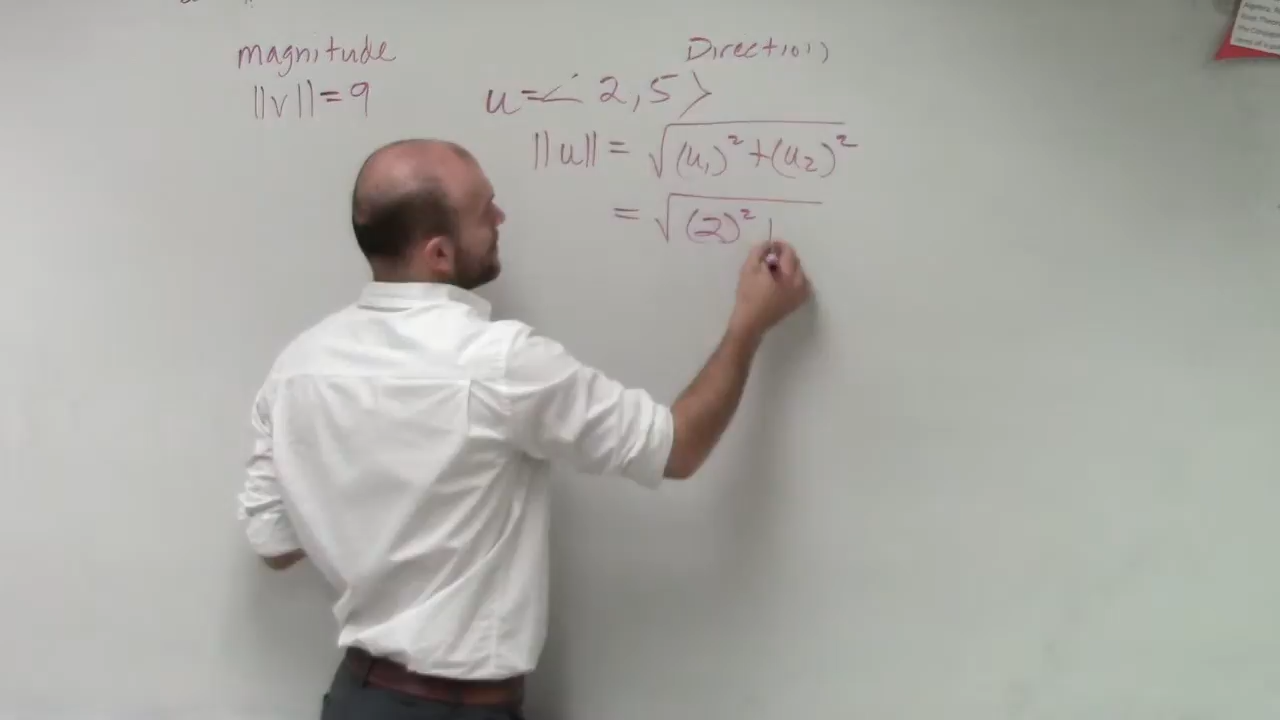 magnitude
||v|| = 9
Direction
u = < 2, 5 >
||u|| = √(u₁)² + (u₂)²
= √(2)² +